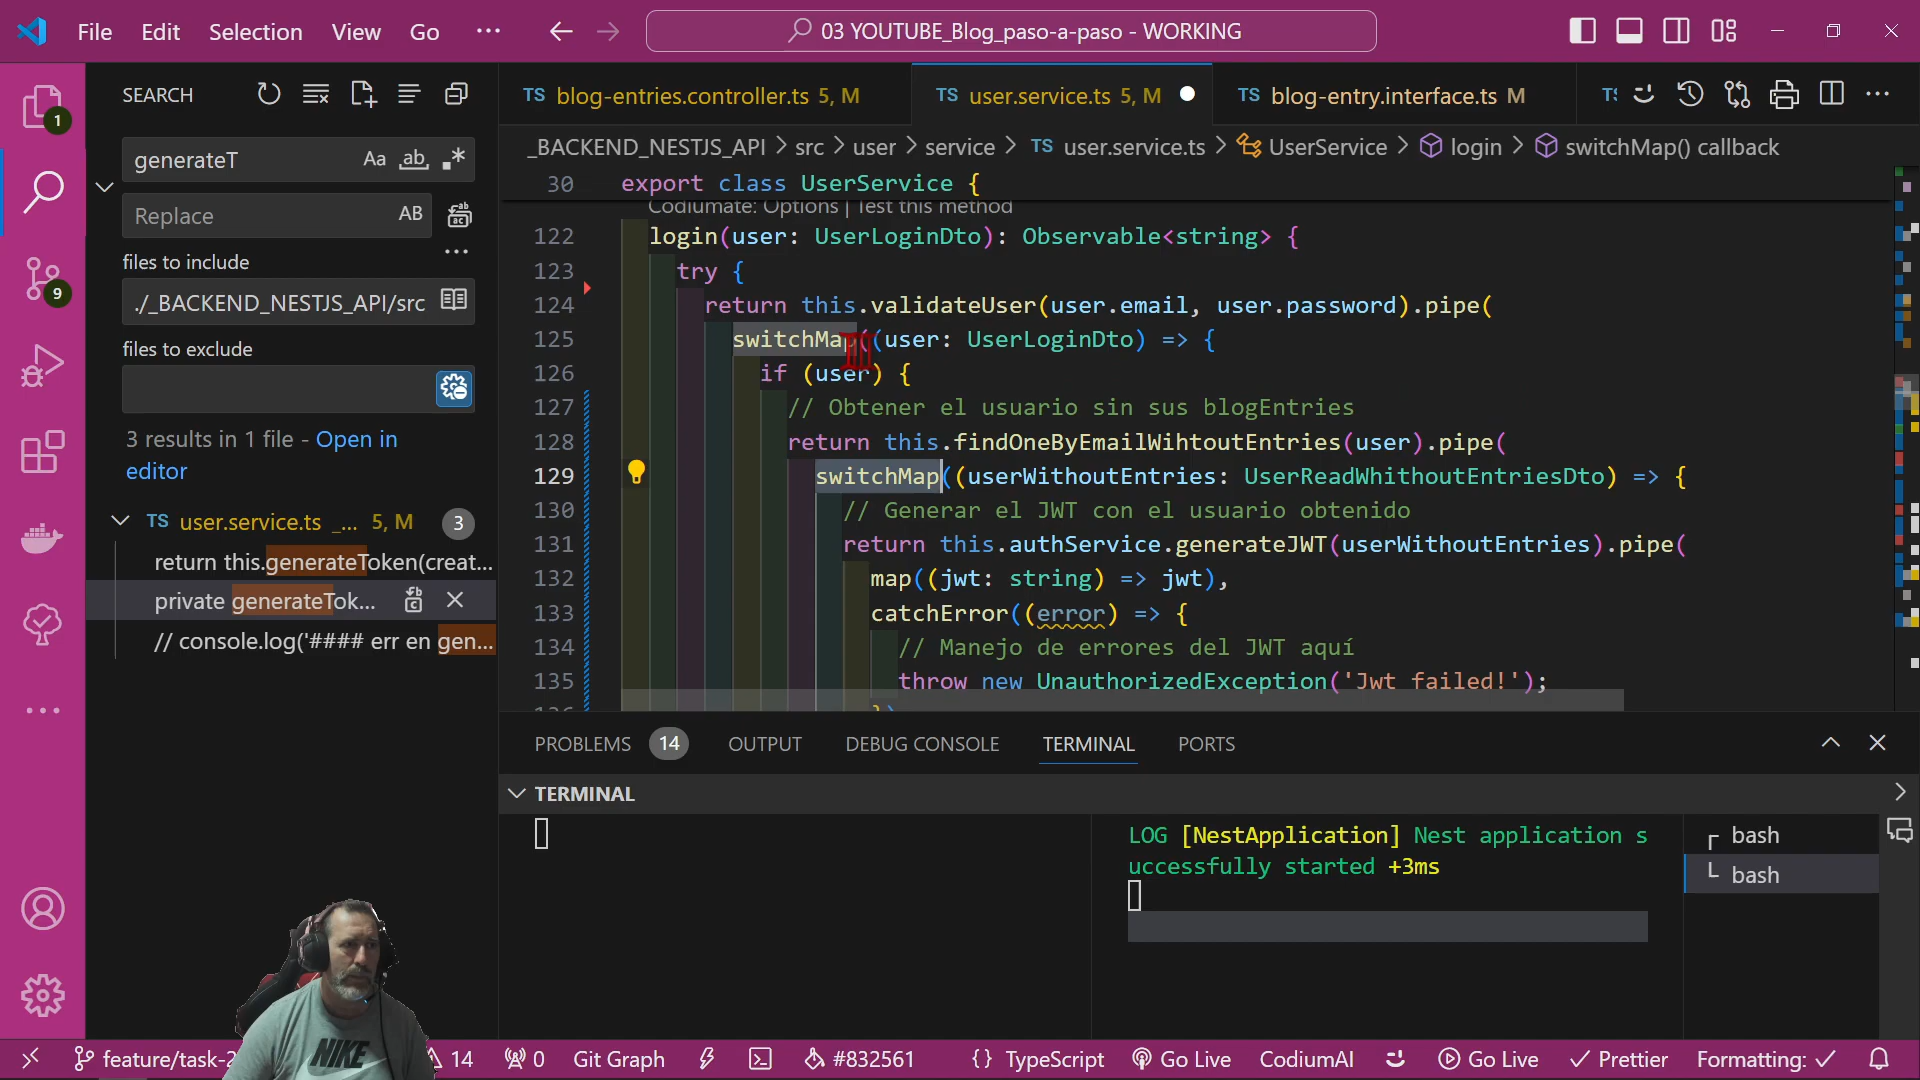 File Edit Selection View Go ··· 03 YOUTUBE_Blog_paso-a-paso - WORKING
1
9
SEARCH
generateT Aa ab .*
Replace AB
files to include
./_BACKEND_NESTJS_API/src
files to exclude
3 results in 1 file - Open in
editor
TS user.service.ts _... 5, M 3
return this.generateToken(creat...
private generateTok...
// console.log('#### err en gen...
TS blog-entries.controller.ts 5, M TS user.service.ts 5, M TS blog-entry.interface.ts M
_BACKEND_NESTJS_API > src > user > service > TS user.service.ts > UserService > login > switchMap() callback
30 export class UserService {
Codiumate: Options | Test this method
122 login(user: UserLoginDto): Observable<string> {
123 try {
124 return this.validateUser(user.email, user.password).pipe(
125 switchMap((user: UserLoginDto) => {
126 if (user) {
127 // Obtener el usuario sin sus blogEntries
128 return this.findOneByEmailWihtoutEntries(user).pipe(
129 switchMap((userWithoutEntries: UserReadWhithoutEntriesDto) => {
130 // Generar el JWT con el usuario obtenido
131 return this.authService.generateJWT(userWithoutEntries).pipe(
132 map((jwt: string) => jwt),
133 catchError((error) => {
134 // Manejo de errores del JWT aquí
135 throw new UnauthorizedException('Jwt failed!');
PROBLEMS 14 OUTPUT DEBUG CONSOLE TERMINAL PORTS
TERMINAL
LOG [NestApplication] Nest application s
uccessfully started +3ms
bash
bash
NIKE
feature/task-2 14 0 Git Graph #832561 {} TypeScript Go Live CodiumAI Go Live Prettier Formatting: ✓